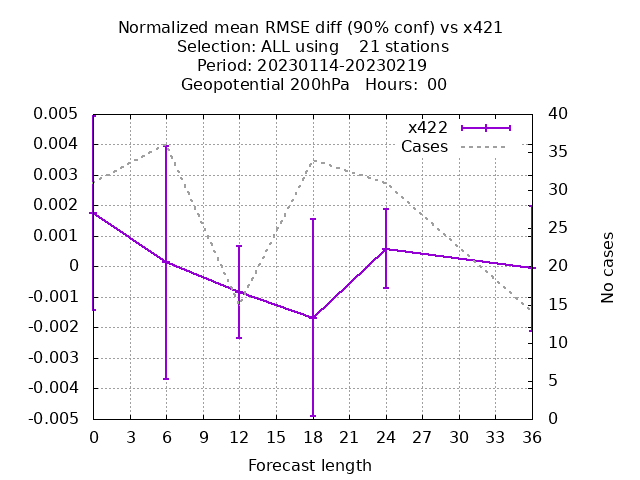 Normalized mean RMSE diff (90% conf) vs x421
Selection: ALL using    21 stations
Period: 20230114-20230219
Geopotential 200hPa   Hours:  00
x422
Cases
0.005
0.004
0.003
0.002
0.001
0
-0.001
-0.002
-0.003
-0.004
-0.005
40
35
30
25
20
15
10
5
0
No cases
0 3 6 9 12 15 18 21 24 27 30 33 36
Forecast length